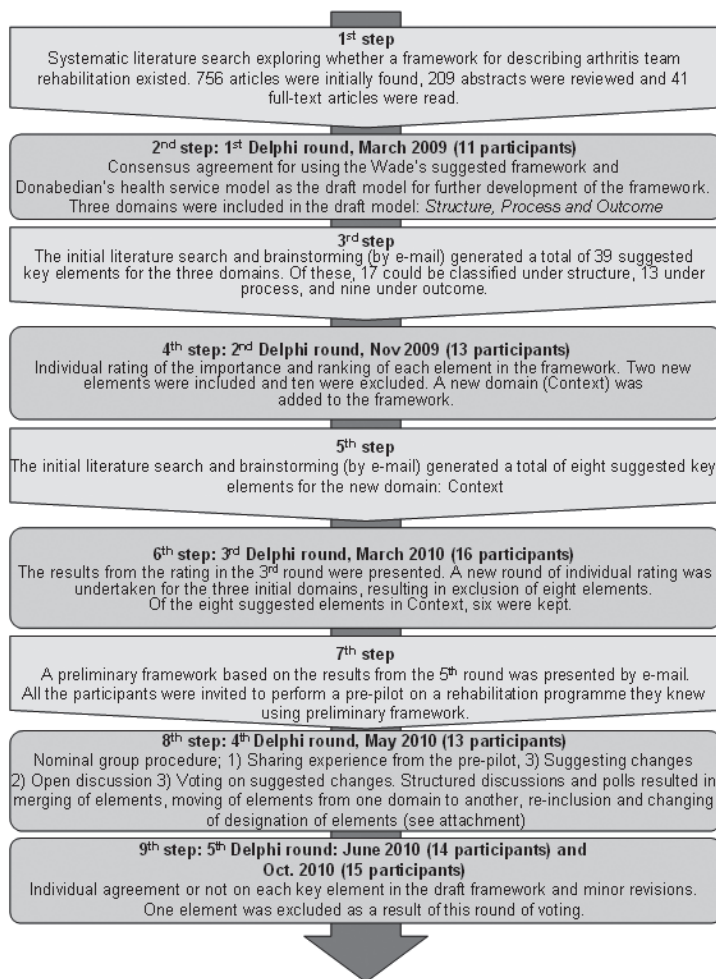 1st step
Systematic literature search exploring whether a framework for describing arthritis team
rehabilitation existed. 756 articles were initially found, 209 abstracts were reviewed and 41
full-text articles were read.
2nd step: 1st Delphi round, March 2009 (11 participants)
Consensus agreement for using the Wade's suggested framework and
Donabedian's health service model as the draft model for further development of the framework.
Three domains were included in the draft model: Structure, Process and Outcome
3rd step
The initial literature search and brainstorming (by e-mail) generated a total of 39 suggested
key elements for the three domains. Of these, 17 could be classified under structure, 13 under
process, and nine under outcome.
4th step: 2nd Delphi round, Nov 2009 (13 participants)
Individual rating of the importance and ranking of each element in the framework. Two new
elements were included and ten were excluded. A new domain (Context) was
added to the framework.
5th step
The initial literature search and brainstorming (by e-mail) generated a total of eight suggested key
elements for the new domain: Context
6th step: 3rd Delphi round, March 2010 (16 participants)
The results from the rating in the 3rd round were presented. A new round of individual rating was
undertaken for the three initial domains, resulting in exclusion of eight elements.
Of the eight suggested elements in Context, six were kept.
7th step
A preliminary framework based on the results from the 5th round was presented by e-mail.
All the participants were invited to perform a pre-pilot on a rehabilitation programme they knew
using preliminary framework.
8th step: 4th Delphi round, May 2010 (13 participants)
Nominal group procedure; 1) Sharing experience from the pre-pilot, 3) Suggesting changes
2) Open discussion 3) Voting on suggested changes. Structured discussions and polls resulted in
merging of elements, moving of elements from one domain to another, re-inclusion and changing
of designation of elements (see attachment)
9th step: 5th Delphi round: June 2010 (14 participants) and
Oct. 2010 (15 participants)
Individual agreement or not on each key element in the draft framework and minor revisions.
One element was excluded as a result of this round of voting.